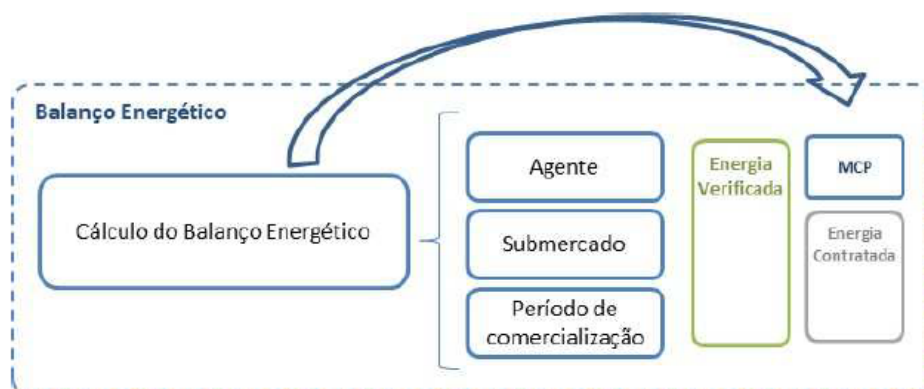 Balanço Energético
Cálculo do Balanço Energético
Agente
Submercado
Período de
comercialização
Energia
Verificada
MCP
Energia
Contratada